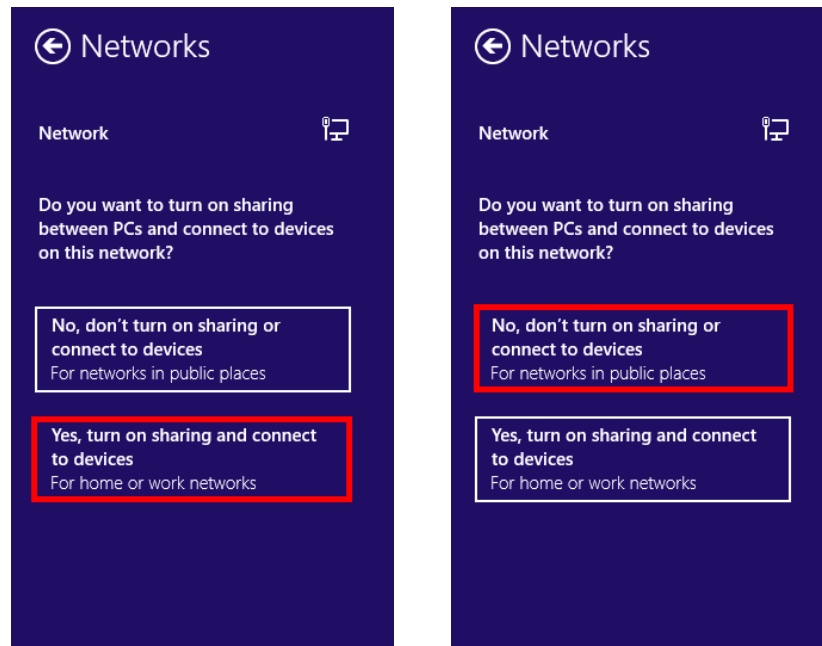 Networks
Network
Do you want to turn on sharing
between PCs and connect to devices
on this network?
No, don't turn on sharing or
connect to devices
For networks in public places
Yes, turn on sharing and connect
to devices
For home or work networks
Networks
Network
Do you want to turn on sharing
between PCs and connect to devices
on this network?
No, don't turn on sharing or
connect to devices
For networks in public places
Yes, turn on sharing and connect
to devices
For home or work networks